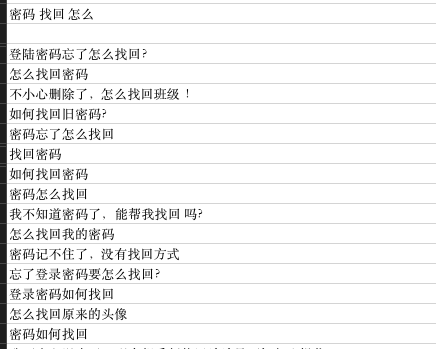 密码 找回 怎么
登陆密码忘了怎么找回?
怎么找回密码
不小心删除了，怎么找回班级！
如何找回旧密码?
密码忘了怎么找回
找回密码
如何找回密码
密码怎么找回
我不知道密码了，能帮我找回 吗?
怎么找回我的密码
密码记不住了，没有找回方式
忘了登录密码要怎么找回?
登录密码如何找回
怎么找回原来的头像
密码如何找回